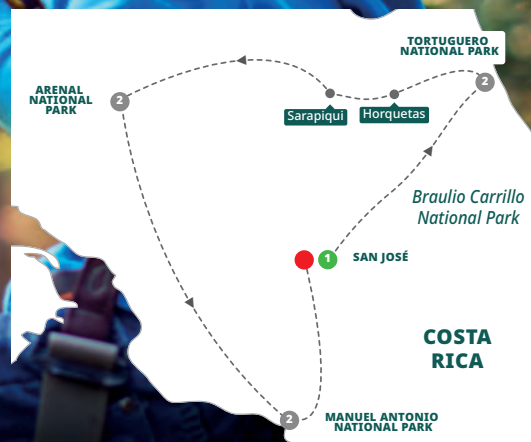 TORTUGUERO
NATIONAL PARK
2
ARENAL
NATIONAL
PARK
2
Sarapiqui
Horquetas
Braulio Carrillo
National Park
1
SAN JOSÉ
COSTA
RICA
2
MANUEL ANTONIO
NATIONAL PARK